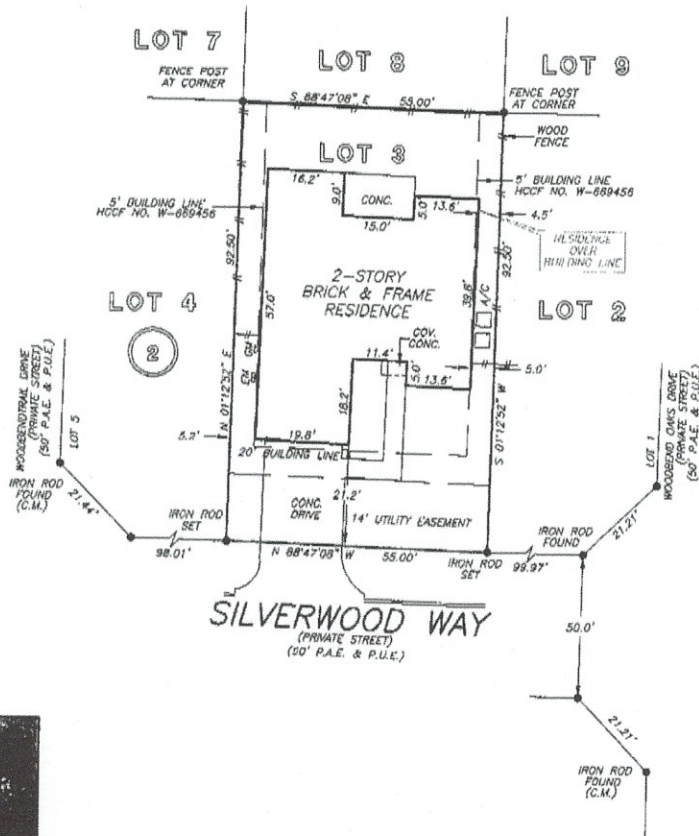 LOT 7
LOT 8
LOT 9
FENCE POST
AT CORNER
S 88°47'08" E 55.00'
FENCE POST
AT CORNER
WOOD
FENCE
LOT 3
5' BUILDING LINE
HCCF NO. W-669456
16.2'
9.0'
CONC.
15.0'
5.0'
13.6'
5' BUILDING LINE
HCCF NO. W-669456
4.5'
RESIDENCE
OVER
BUILDING LINE
92.50'
92.50'
2-STORY
BRICK & FRAME
RESIDENCE
57.0'
39.8'
A/C
LOT 4
2
LOT 2
COV.
CONC.
11.4'
5.0'
13.6'
5.0'
GM
EM
N 01°12'52" E
S 01°12'52" W
18.2'
5.2'
19.8'
20' BUILDING LINE
WOODBENDTRAIL DRIVE
(PRIVATE STREET)
(50' P.A.E. & P.U.E.)
LOT 5
WOODBEND OAKS DRIVE
(PRIVATE STREET)
(50' P.A.E. & P.U.E.)
LOT 1
IRON ROD
FOUND
(C.M.)
21.44'
IRON ROD
SET
98.01'
CONC.
DRIVE
21.2'
14' UTILITY EASEMENT
N 88°47'08" W 55.00'
IRON ROD
SET
99.97'
IRON ROD
FOUND
21.21'
SILVERWOOD WAY
(PRIVATE STREET)
(50' P.A.E. & P.U.E.)
50.0'
21.21'
IRON ROD
FOUND
(C.M.)